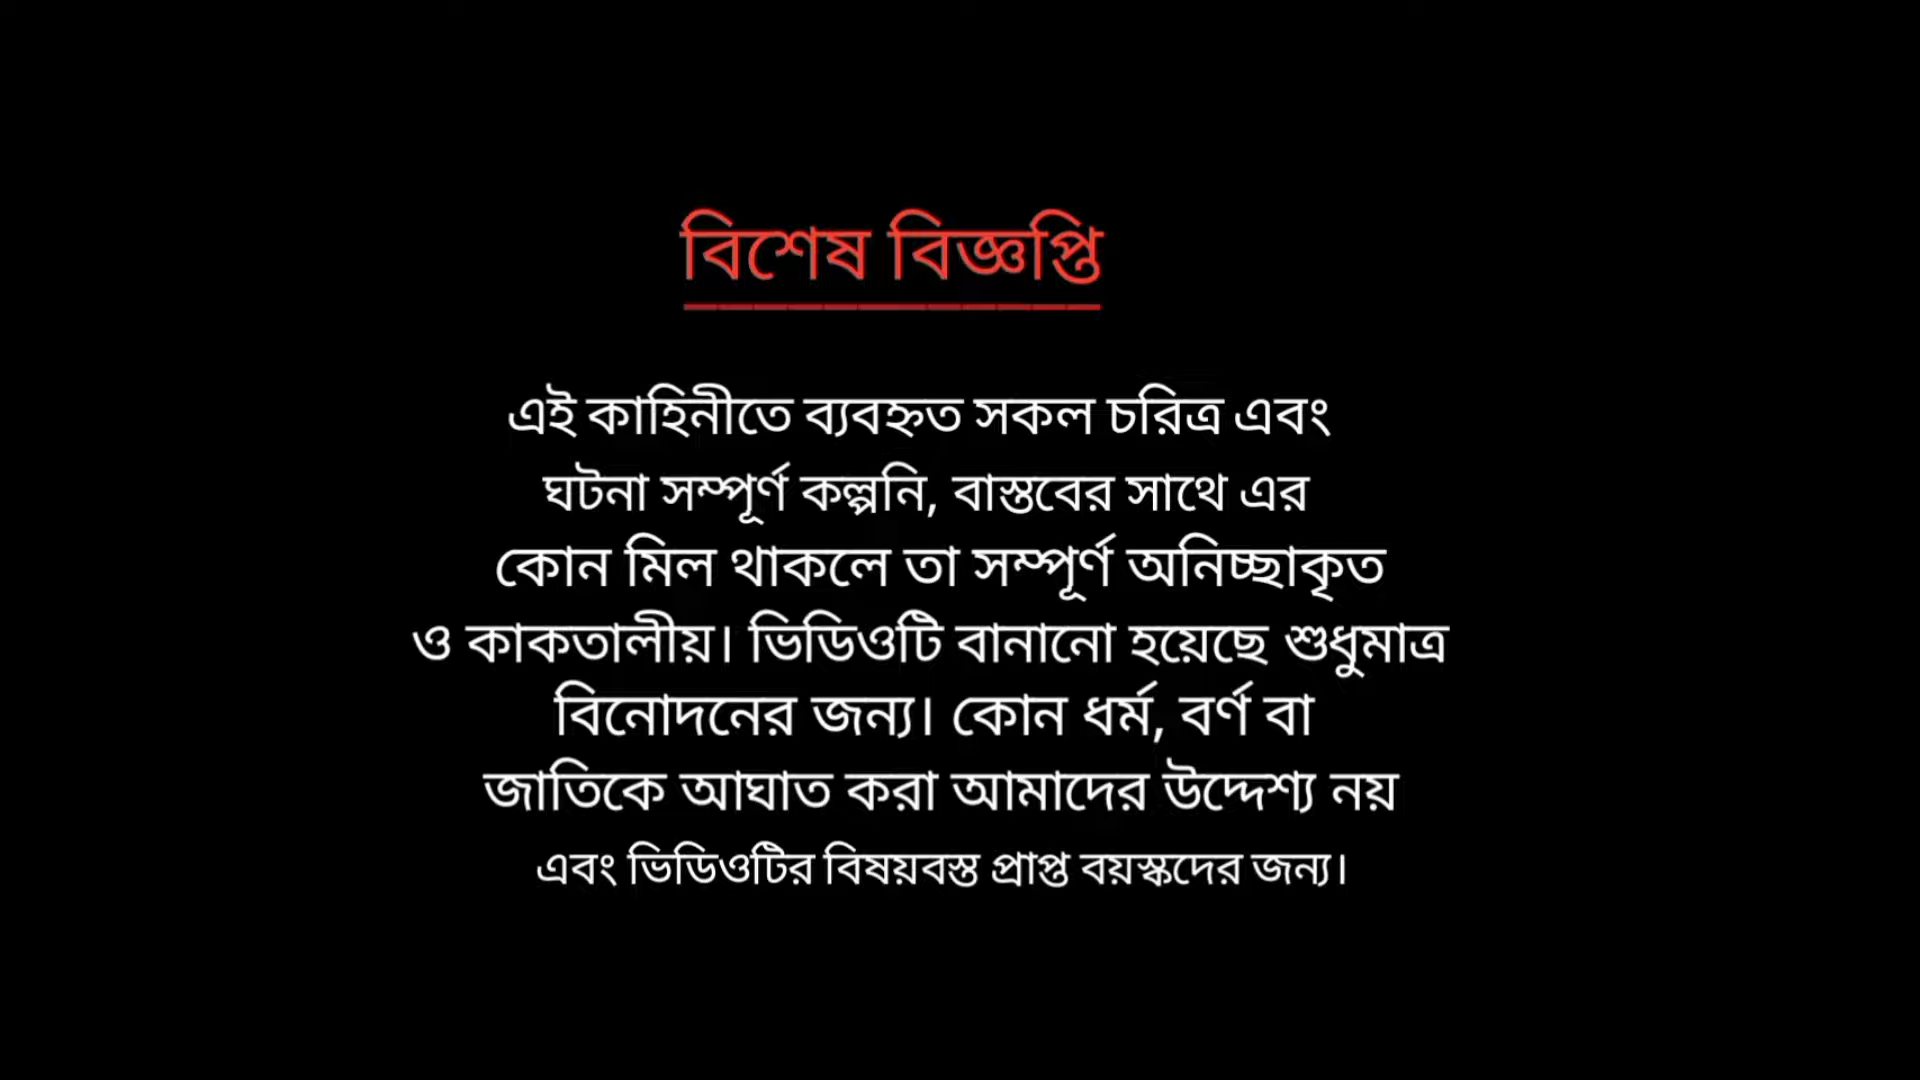 বিশেষ বিজ্ঞপ্তি
এই কাহিনীতে ব্যবহ্নত সকল চরিত্র এবং
ঘটনা সম্পূর্ণ কল্পনি, বাস্তবের সাথে এর
কোন মিল থাকলে তা সম্পূর্ণ অনিচ্ছাকৃত
ও কাকতালীয়। ভিডিওটি বানানো হয়েছে শুধুমাত্র
বিনোদনের জন্য। কোন ধর্ম, বর্ণ বা
জাতিকে আঘাত করা আমাদের উদ্দেশ্য নয়
এবং ভিডিওটির বিষয়বস্ত প্রাপ্ত বয়স্কদের জন্য।